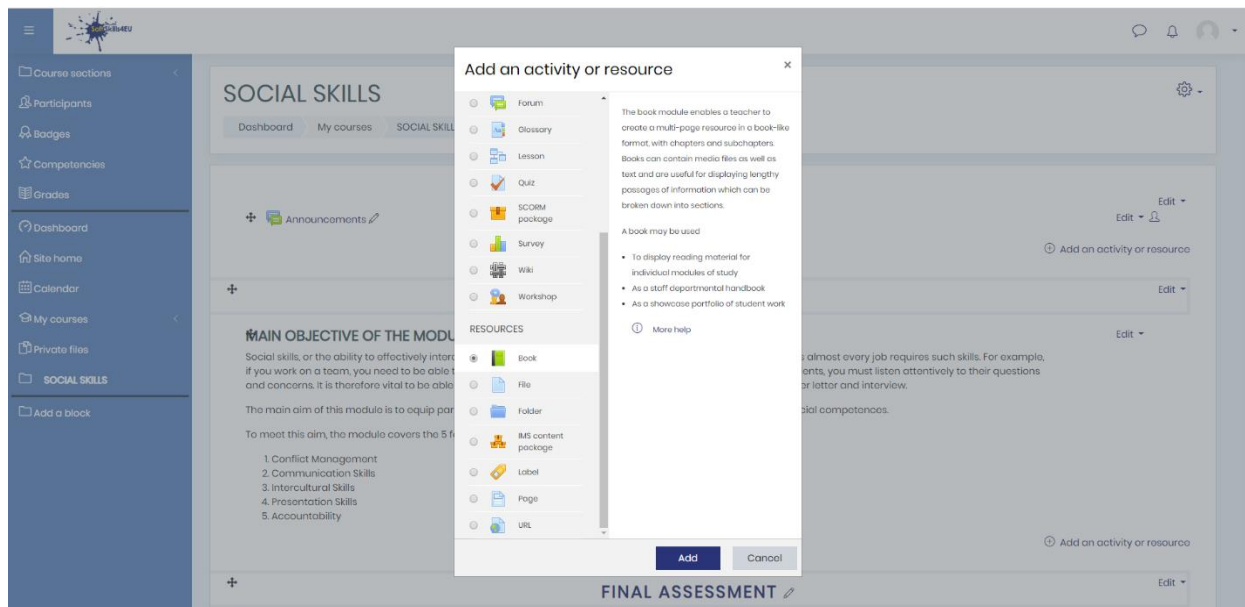 SoftSkills4EU
Course sections
Participants
Badges
Competencies
Grades
Dashboard
Site home
Calendar
My courses
Private files
SOCIAL SKILLS
Add a block
SOCIAL SKILLS
Dashboard My courses SOCIAL SKILL
Announcements
Edit
Edit
Add an activity or resource
Edit
MAIN OBJECTIVE OF THE MODU
Edit
Social skills, or the ability to effectively inter
s almost every job requires such skills. For example,
if you work on a team, you need to be able t
ents, you must listen attentively to their questions
and concerns. It is therefore vital to be able
er letter and interview.
The main aim of this module is to equip par
cial competences.
To meet this aim, the module covers the 5 f
1. Conflict Management
2. Communication Skills
3. Intercultural Skills
4. Presentation Skills
5. Accountability
Add an activity or resource
FINAL ASSESSMENT
Edit
Add an activity or resource
×
Forum
Glossary
Lesson
Quiz
SCORM
package
Survey
Wiki
Workshop
RESOURCES
Book
File
Folder
IMS content
package
Label
Page
URL
The book module enables a teacher to
create a multi-page resource in a book-like
format, with chapters and subchapters.
Books can contain media files as well as
text and are useful for displaying lengthy
passages of information which can be
broken down into sections.
A book may be used
• To display reading material for
individual modules of study
• As a staff departmental handbook
• As a showcase portfolio of student work
More help
Add
Cancel